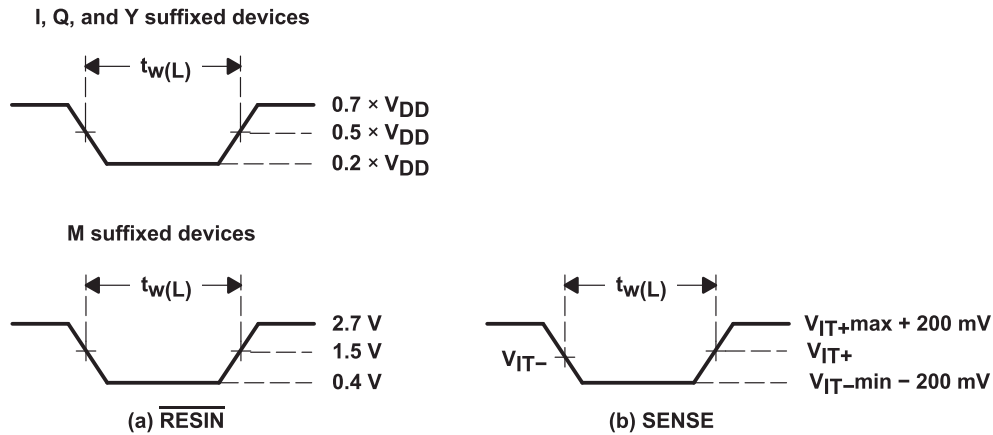 I, Q, and Y suffixed devices
tw(L)
0.7 × VDD
0.5 × VDD
0.2 × VDD
M suffixed devices
tw(L)
2.7 V
1.5 V
0.4 V
(a) RESIN
tw(L)
VIT−
VIT+max + 200 mV
VIT+
VIT−min − 200 mV
(b) SENSE